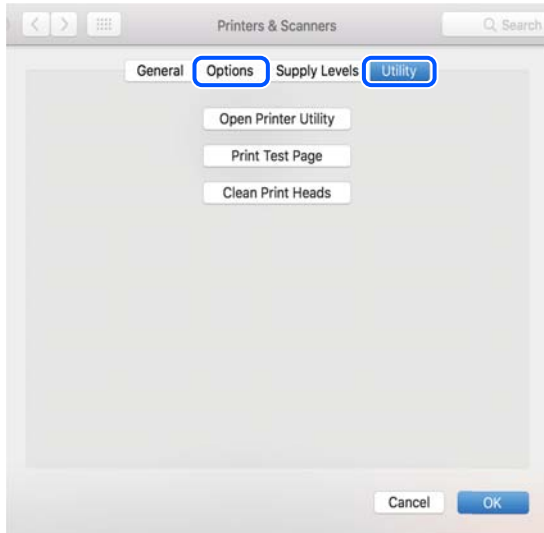 Printers & Scanners
Search
General Options Supply Levels Utility
Open Printer Utility
Print Test Page
Clean Print Heads
Cancel OK